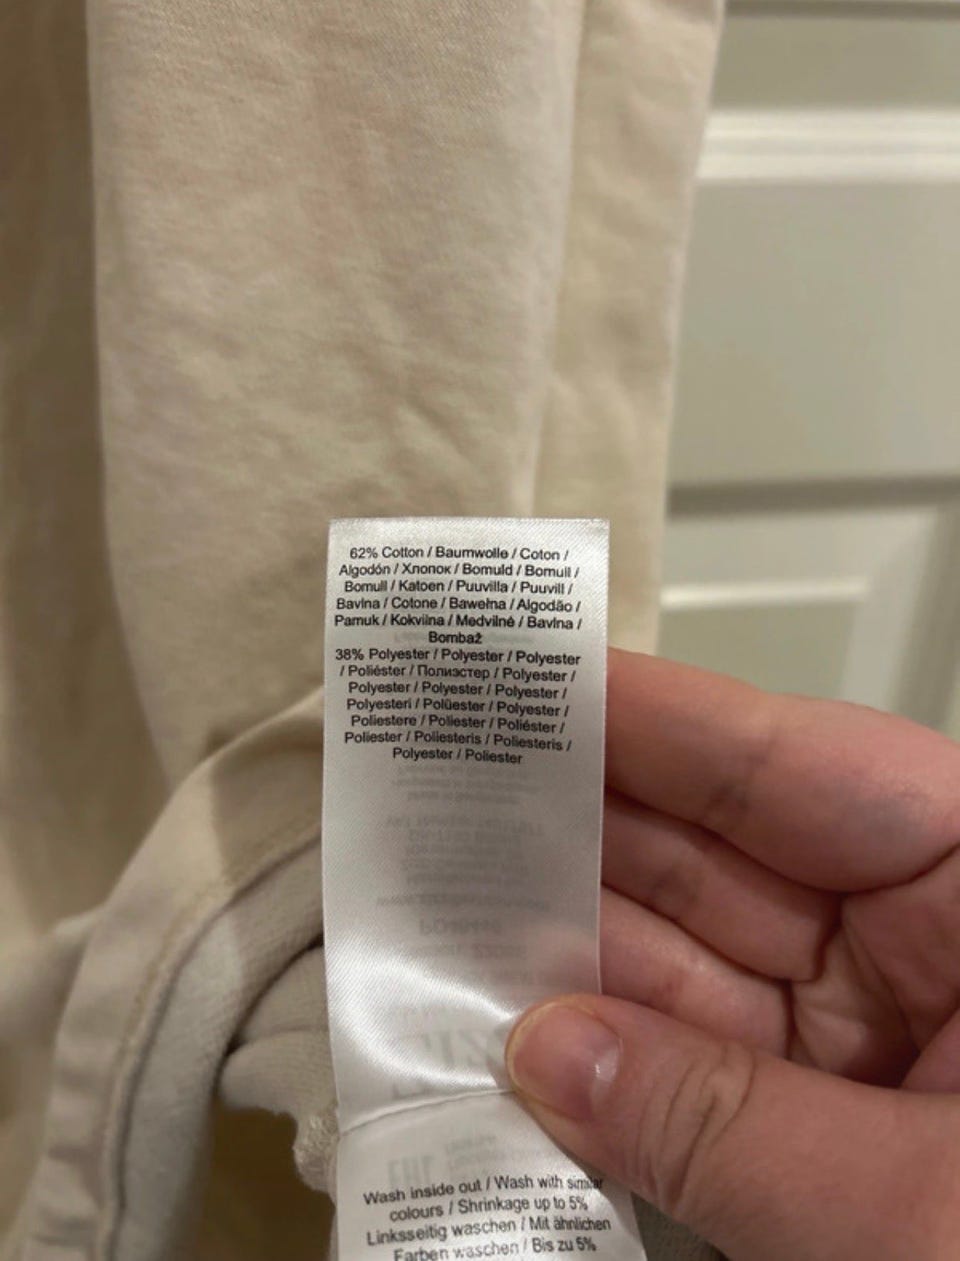 62% Cotton / Baumwolle / Coton /
Algodón / Хлопок / Bomuld / Bomull /
Bomull / Katoen / Puuvilla / Puuvill /
Bavlna / Cotone / Bawełna / Algodão /
Pamuk / Kokvilna / Medvilnė / Bavlna /
Bombaž
38% Polyester / Polyester / Polyester
/ Poliéster / Полиэстер / Polyester /
Polyester / Polyester / Polyester /
Polyesteri / Polüester / Polyester /
Poliestere / Poliester / Poliéster /
Poliester / Poliesteris / Poliesteris /
Polyester / Poliester
Wash inside out / Wash with similar
colours / Shrinkage up to 5%
Linksseitig waschen / Mit ähnlichen
Farben waschen / Bis zu 5%